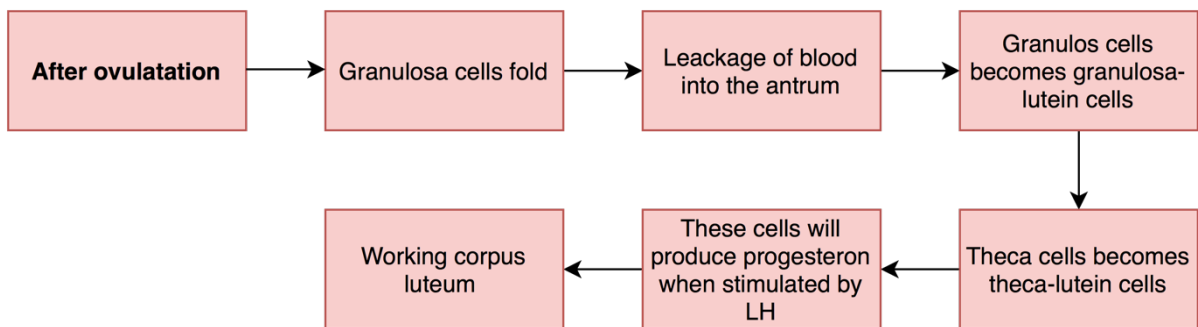 After ovulatation
Granulosa cells fold
Leackage of blood
into the antrum
Granulos cells
becomes granulosa-
lutein cells
Theca cells becomes
theca-lutein cells
These cells will
produce progesteron
when stimulated by
LH
Working corpus
luteum